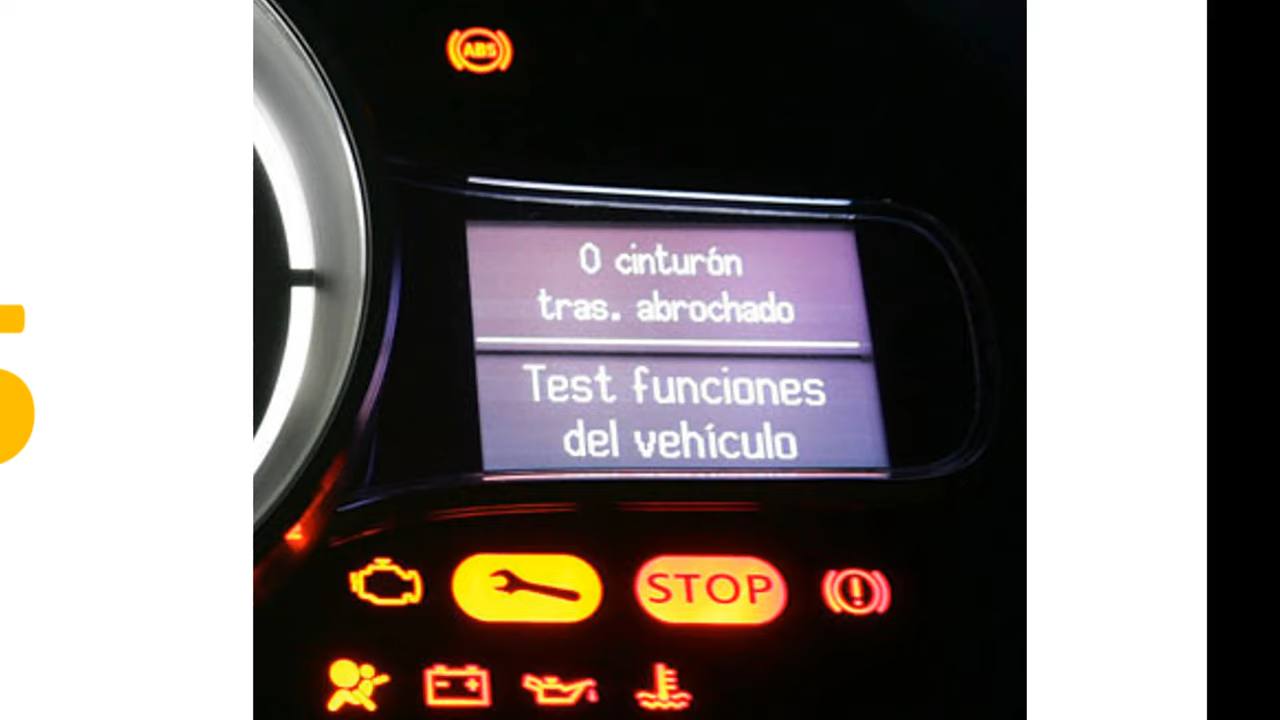 ABS
0 cinturón
tras. abrochado
Test funciones
del vehículo
STOP